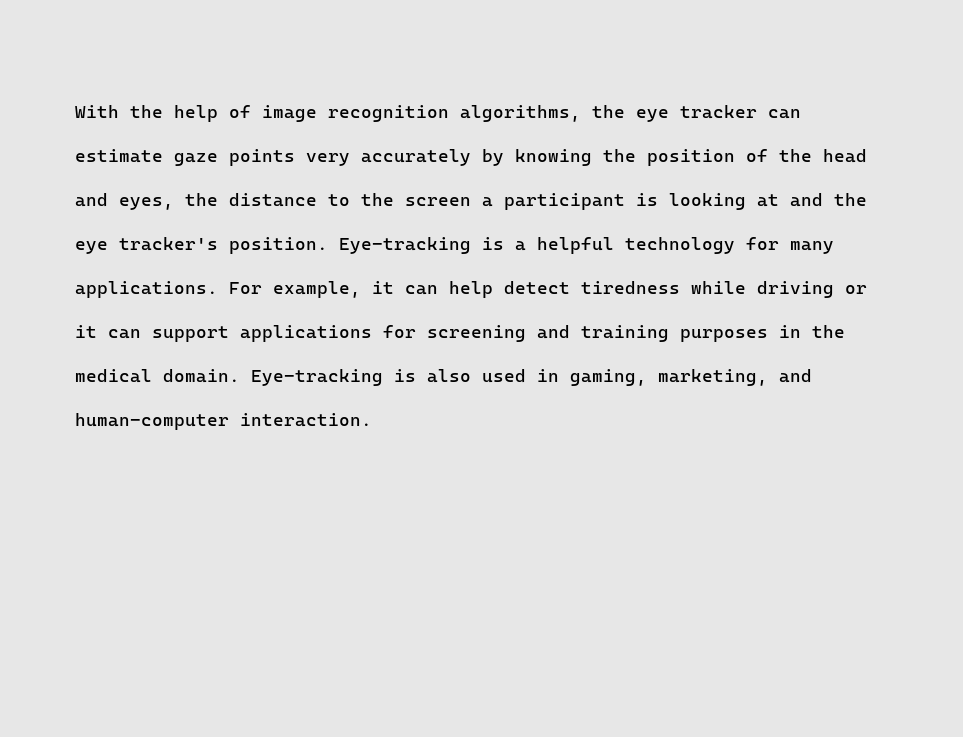 With the help of image recognition algorithms, the eye tracker can
estimate gaze points very accurately by knowing the position of the head
and eyes, the distance to the screen a participant is looking at and the
eye tracker's position. Eye-tracking is a helpful technology for many
applications. For example, it can help detect tiredness while driving or
it can support applications for screening and training purposes in the
medical domain. Eye-tracking is also used in gaming, marketing, and
human-computer interaction.